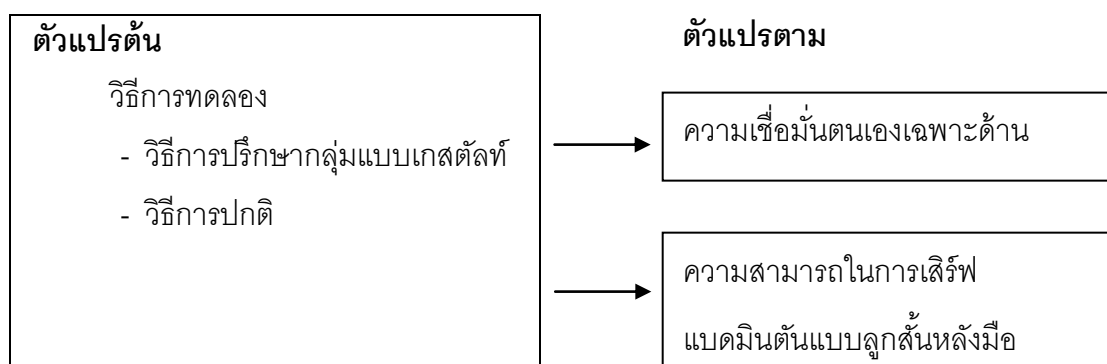 ตัวแปรต้น
วิธีการทดลอง
- วิธีการปรึกษากลุ่มแบบเกสตัลท์
- วิธีการปกติ
ตัวแปรตาม
ความเชื่อมั่นตนเองเฉพาะด้าน
ความสามารถในการเสิร์ฟ
แบดมินตันแบบลูกสั้นหลังมือ